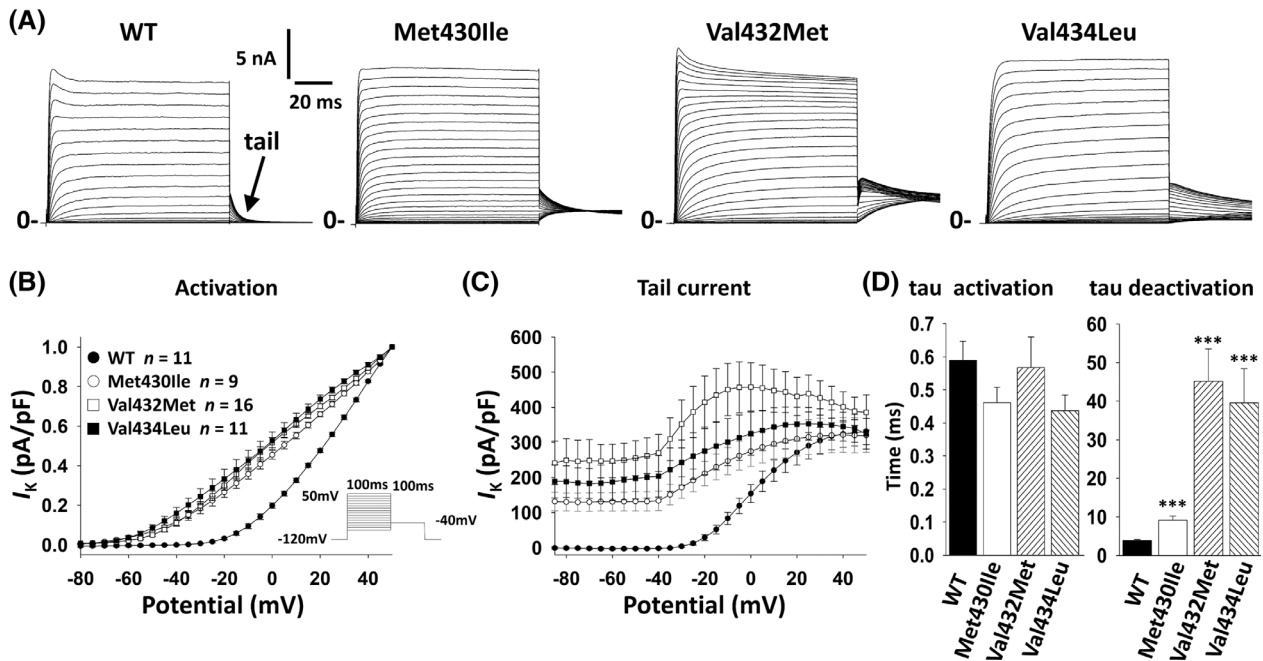 (A)
WT
Met430Ile
Val432Met
Val434Leu
5 nA
20 ms
tail
0-
0-
0-
0-
(B)
Activation
WT n = 11
Met430Ile n = 9
Val432Met n = 16
Val434Leu n = 11
IK (pA/pF)
1.0
0.8
0.6
0.4
0.2
0.0
-80 -60 -40 -20 0 20 40
Potential (mV)
100ms 100ms
50mV
-40mV
-120mV
(C)
Tail current
IK (pA/pF)
600
500
400
300
200
100
0
-80 -60 -40 -20 0 20 40
Potential (mV)
(D)
tau activation
Time (ms)
0.7
0.6
0.5
0.4
0.3
0.2
0.1
0.0
WT
Met430Ile
Val432Met
Val434Leu
tau deactivation
60
50
40
30
20
10
0
***
***
***
WT
Met430Ile
Val432Met
Val434Leu